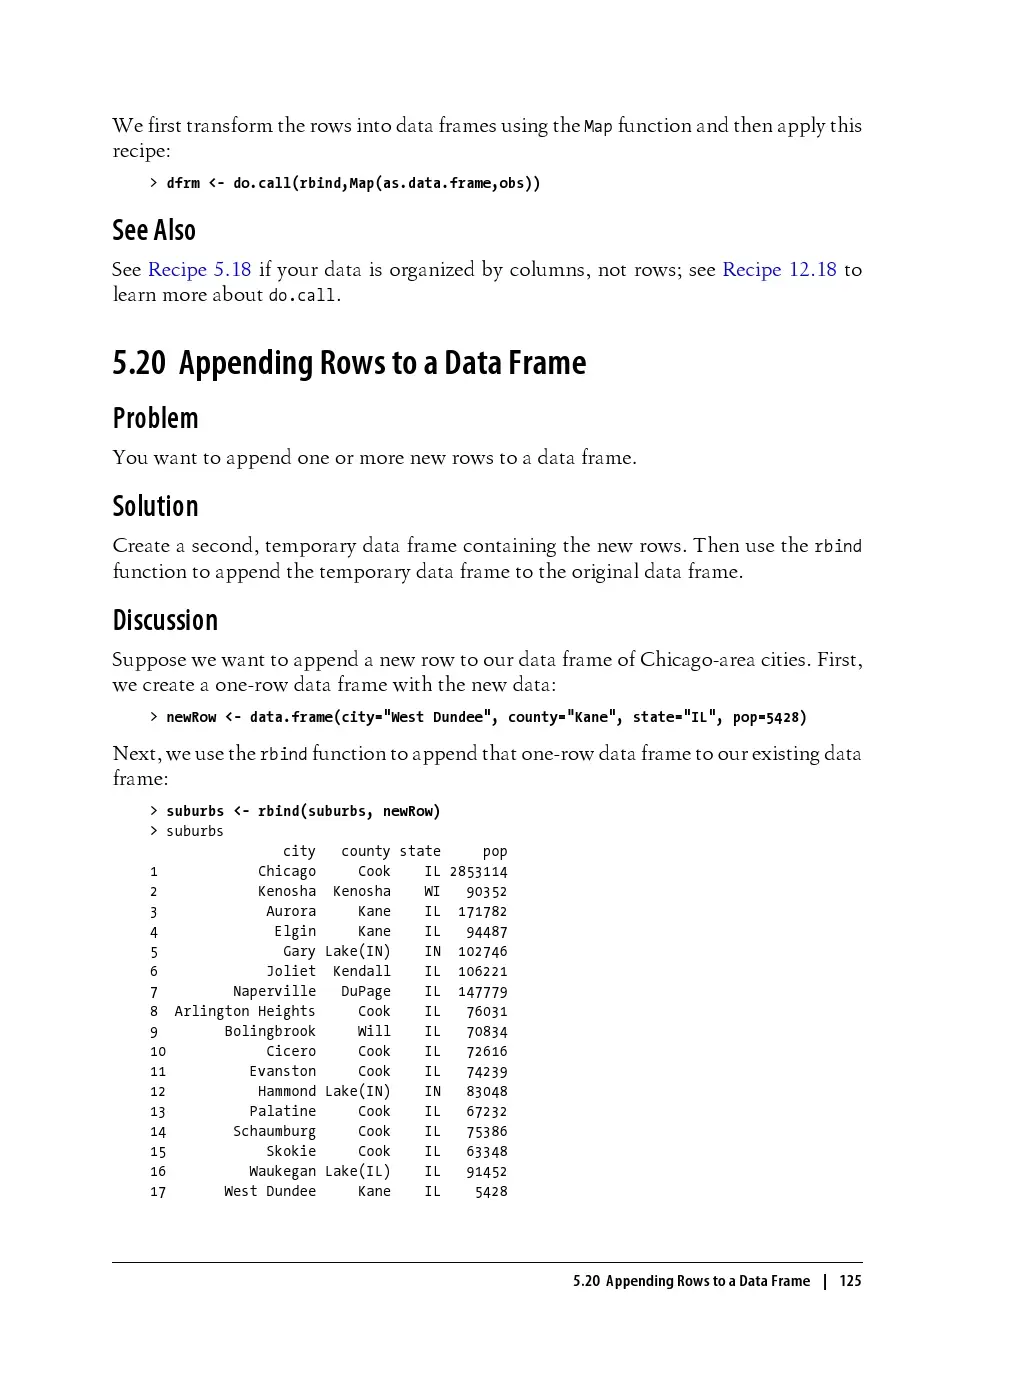 We first transform the rows into data frames using the Map function and then apply this
recipe:
> dfrm <- do.call(rbind,Map(as.data.frame,obs))
See Also
See Recipe 5.18 if your data is organized by columns, not rows; see Recipe 12.18 to
learn more about do.call.
5.20 Appending Rows to a Data Frame
Problem
You want to append one or more new rows to a data frame.
Solution
Create a second, temporary data frame containing the new rows. Then use the rbind
function to append the temporary data frame to the original data frame.
Discussion
Suppose we want to append a new row to our data frame of Chicago-area cities. First,
we create a one-row data frame with the new data:
> newRow <- data.frame(city="West Dundee", county="Kane", state="IL", pop=5428)
Next, we use the rbind function to append that one-row data frame to our existing data
frame:
> suburbs <- rbind(suburbs, newRow)
> suburbs
                city   county state     pop
1            Chicago     Cook    IL 2853114
2            Kenosha  Kenosha    WI   90352
3             Aurora     Kane    IL  171782
4              Elgin     Kane    IL   94487
5               Gary Lake(IN)    IN  102746
6             Joliet  Kendall    IL  106221
7         Naperville   DuPage    IL  147779
8  Arlington Heights     Cook    IL   76031
9        Bolingbrook     Will    IL   70834
10            Cicero     Cook    IL   72616
11          Evanston     Cook    IL   74239
12           Hammond Lake(IN)    IN   83048
13          Palatine     Cook    IL   67232
14        Schaumburg     Cook    IL   75386
15            Skokie     Cook    IL   63348
16          Waukegan Lake(IL)    IL   91452
17       West Dundee     Kane    IL    5428
5.20 Appending Rows to a Data Frame | 125